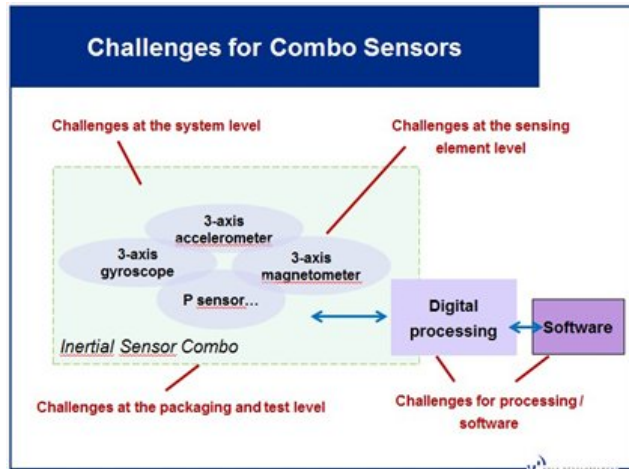 Challenges for Combo Sensors
Challenges at the system level
Challenges at the sensing
element level
3-axis
accelerometer
3-axis
gyroscope
3-axis
magnetometer
P sensor...
Inertial Sensor Combo
Digital
processing
Software
Challenges at the packaging and test level
Challenges for processing /
software